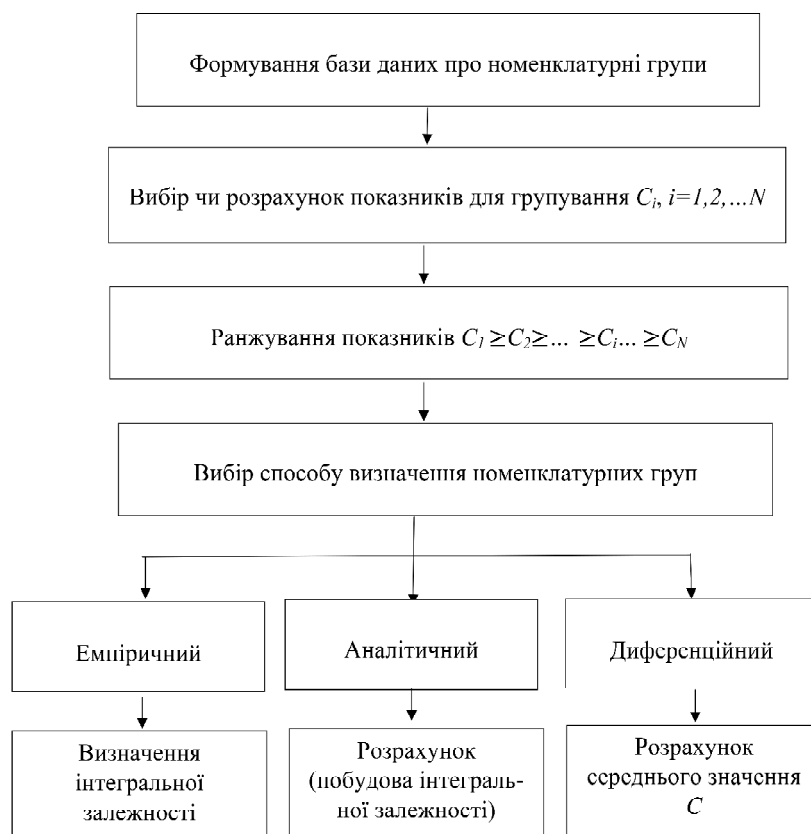 Формування бази даних про номенклатурні групи
Вибір чи розрахунок показників для групування Cᵢ, i=1,2,…N
Ранжування показників C₁ ≥C₂≥… ≥Cᵢ… ≥C_N
Вибір способу визначення номенклатурних груп
Емпіричний
Аналітичний
Диференційний
Визначення
інтегральної
залежності
Розрахунок
(побудова інтеграль-
ної залежності)
Розрахунок
середнього значення
C